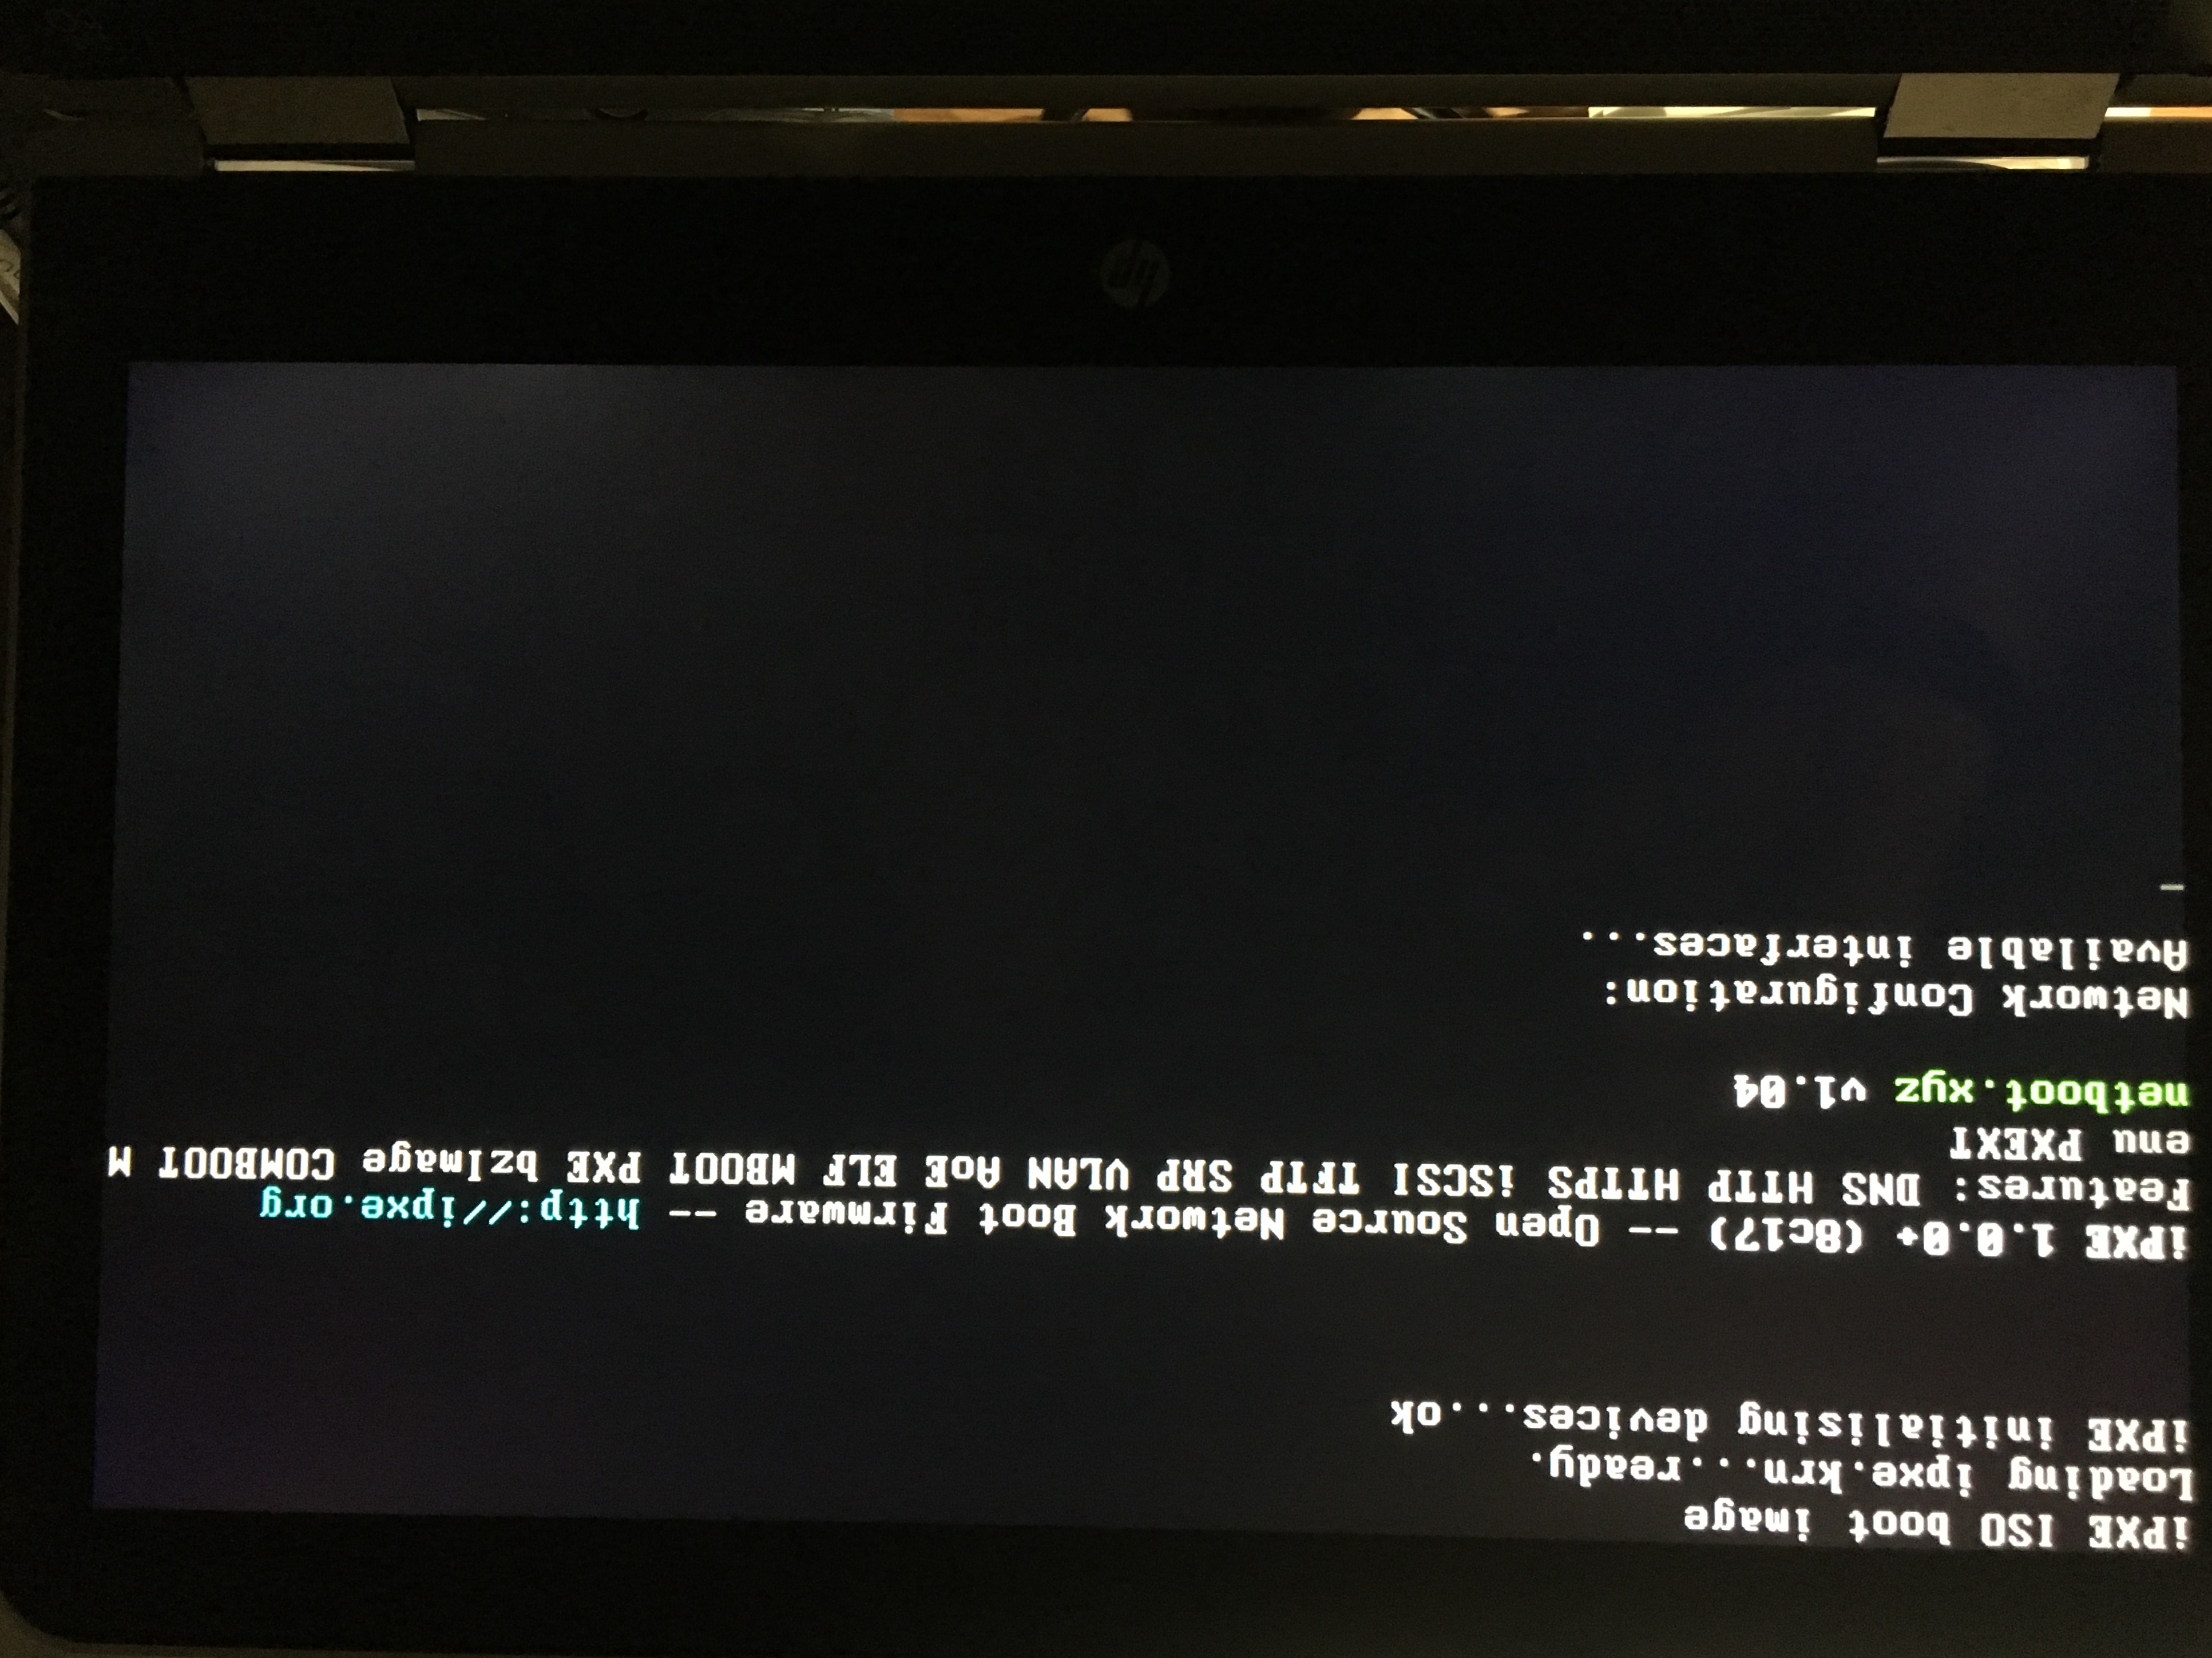 iPXE ISO boot image
Loading ipxe.krn...ready.
iPXE initialising devices...ok
iPXE 1.0.0+ (8c17) -- Open Source Network Boot Firmware -- http://ipxe.org
Features: DNS HTTP HTTPS iSCSI TFTP SRP VLAN AoE ELF MBOOT PXE bzImage COMBOOT M
enu PXEXT
netboot.xyz v1.04
Network Configuration:
Available interfaces...
hp